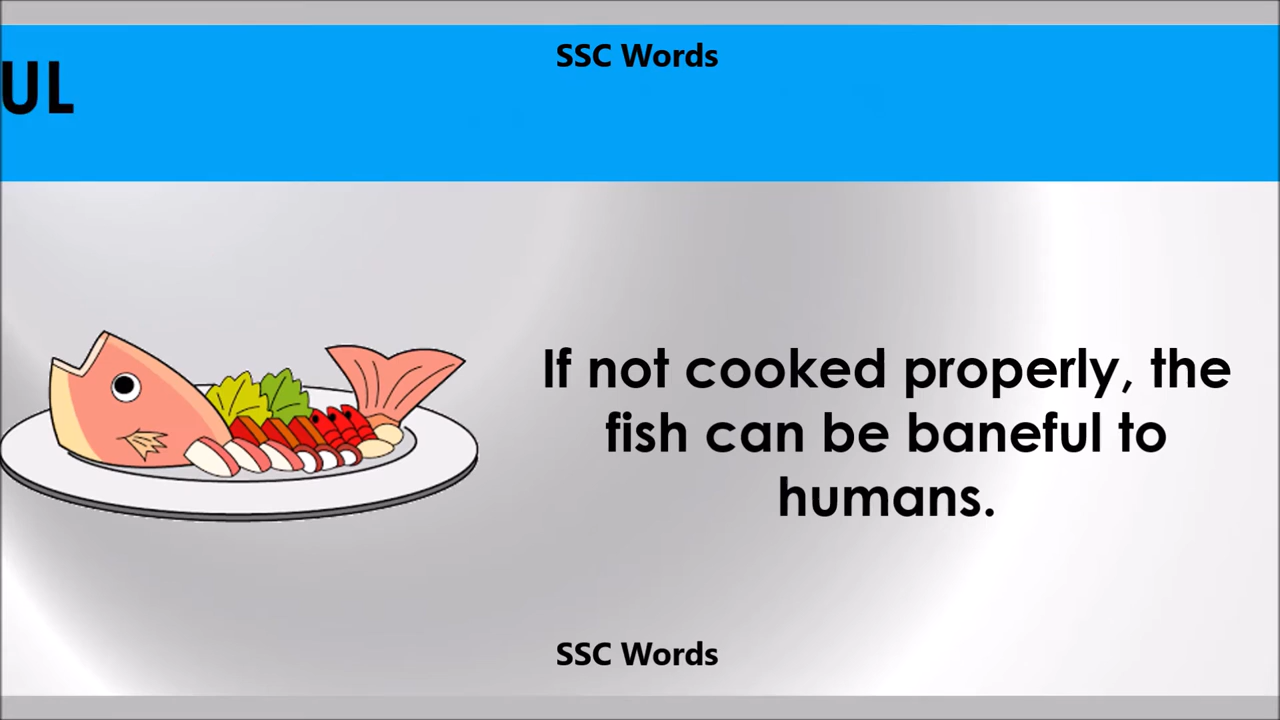 SSC Words
UL
If not cooked properly, the
fish can be baneful to
humans.
SSC Words